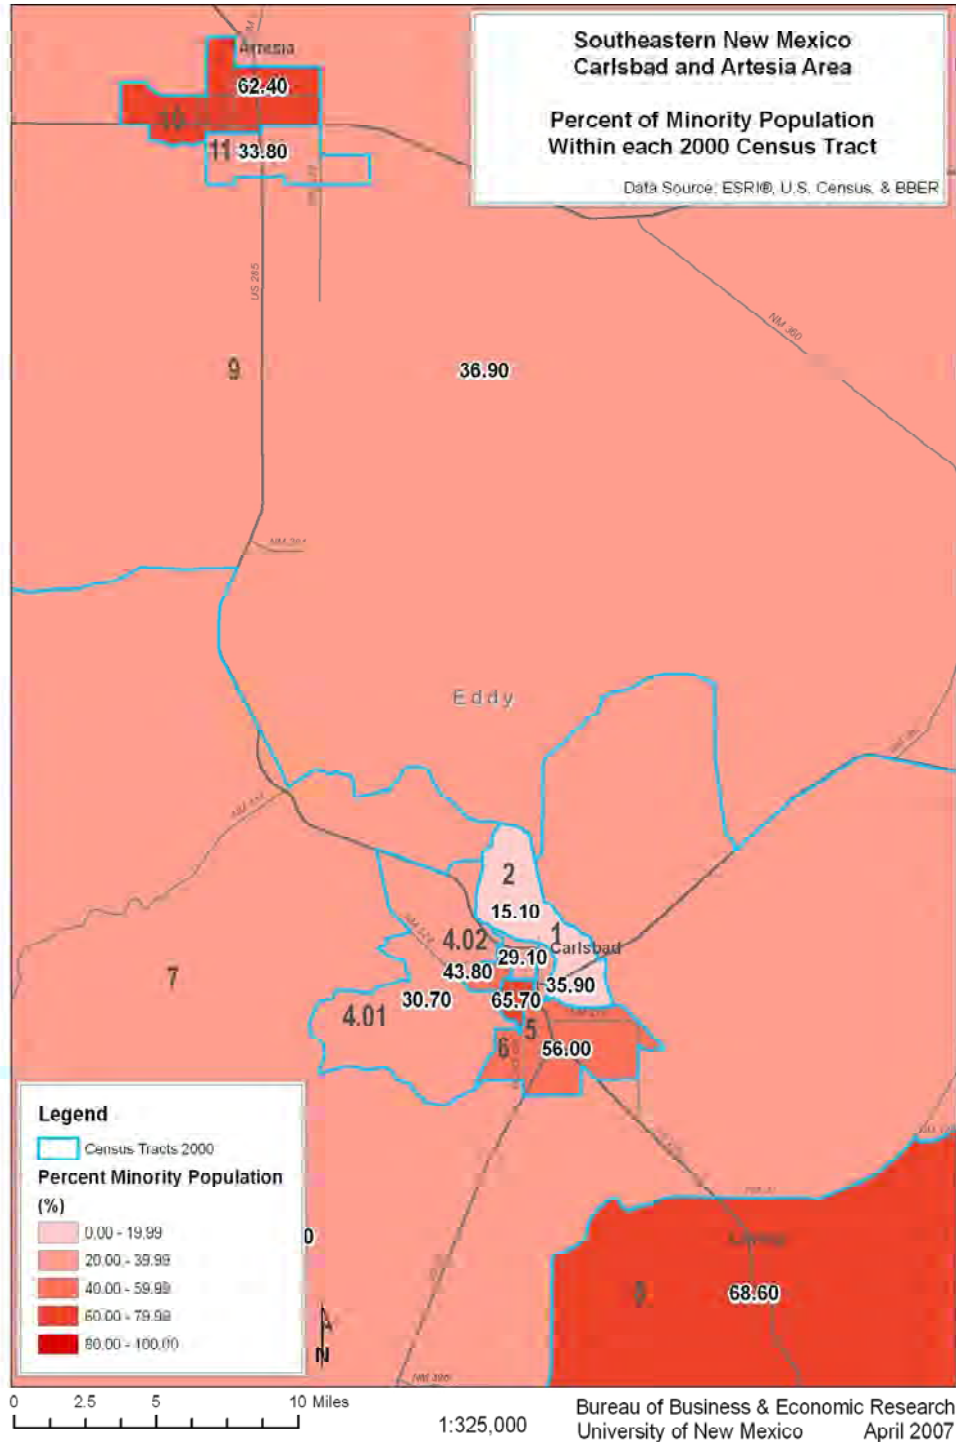 Southeastern New Mexico
Carlsbad and Artesia Area
Percent of Minority Population
Within each 2000 Census Tract
Data Source: ESRI®, U.S. Census, & BBER
Artesia
62.40
10
11
33.80
US 285
NM 360
9
36.90
Eddy
2
15.10
1
Carlsbad
4.02
29.10
43.80
35.90
7
30.70
65.70
4.01
5
6
56.00
Legend
Census Tracts 2000
Percent Minority Population
(%)
0.00 - 19.99
20.00 - 39.99
40.00 - 59.99
60.00 - 79.99
80.00 - 100.00
0
68.60
N
0 2.5 5 10 Miles
1:325,000
Bureau of Business & Economic Research
University of New Mexico April 2007